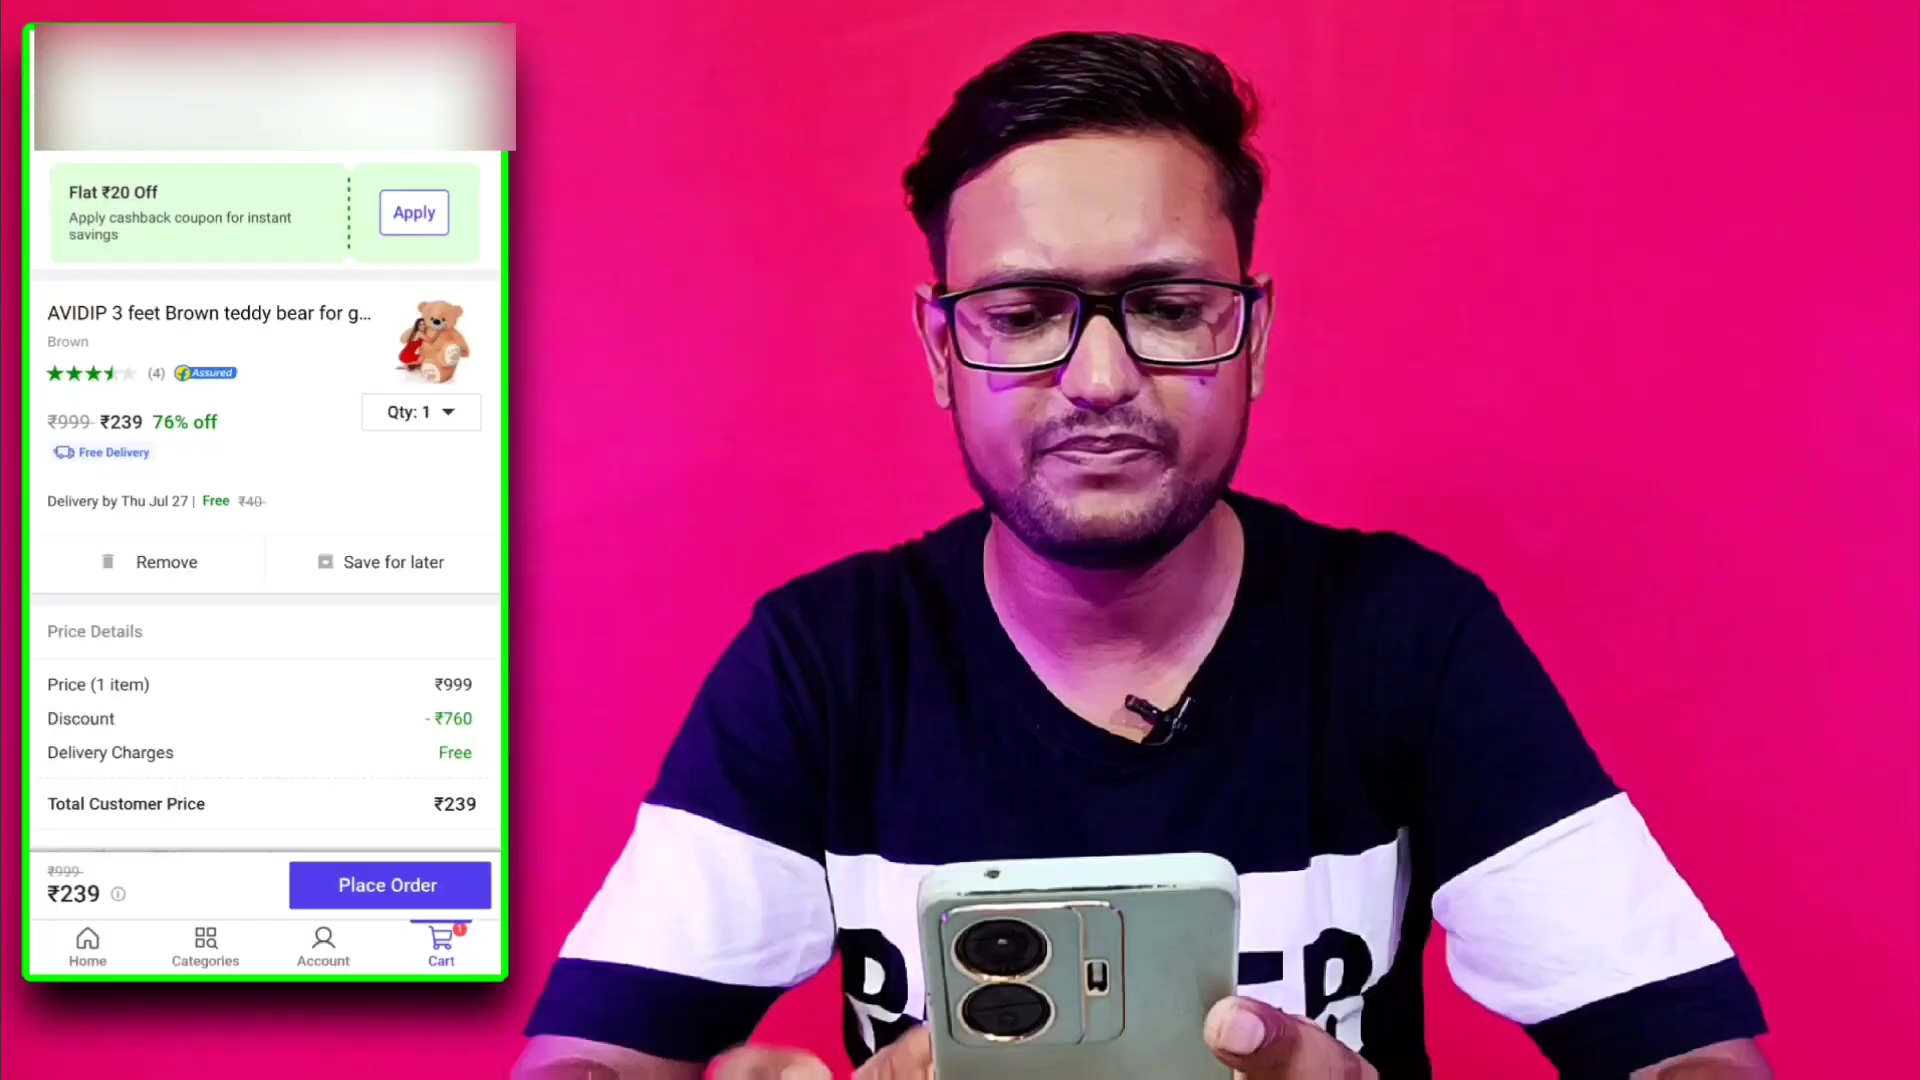 Flat ₹20 Off
Apply cashback coupon for instant
savings
Apply
AVIDIP 3 feet Brown teddy bear for g...
Brown
(4) Assured
₹999 ₹239 76% off
Qty: 1
Free Delivery
Delivery by Thu Jul 27 | Free ₹40
Remove
Save for later
Price Details
Price (1 item) ₹999
Discount - ₹760
Delivery Charges Free
Total Customer Price ₹239
₹999
₹239
Place Order
1
Home
Categories
Account
Cart